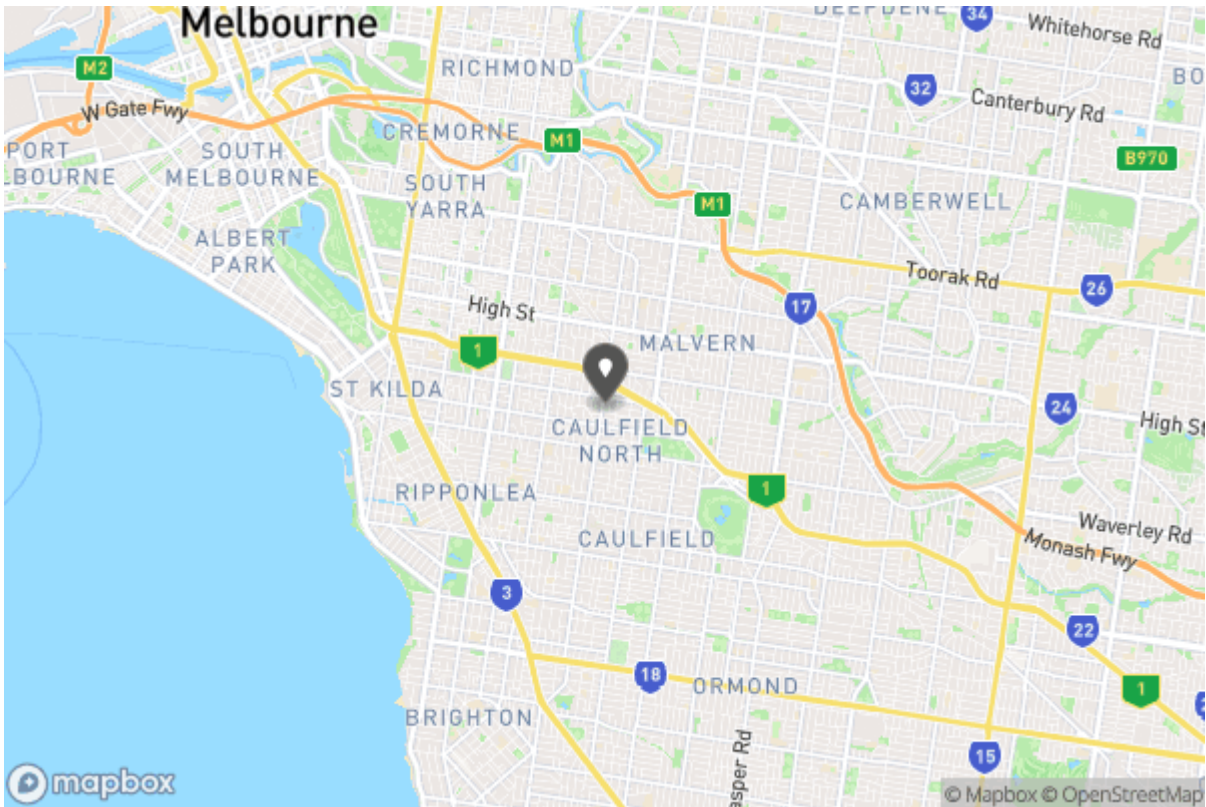 DEEPDENE
34
Whitehorse Rd
Melbourne
RICHMOND
M2
W Gate Fwy
32
Canterbury Rd
BO
CREMORNE
M1
B970
PORT
LBOURNE
SOUTH
MELBOURNE
SOUTH
YARRA
M1
CAMBERWELL
ALBERT
PARK
Toorak Rd
26
High St
17
MALVERN
1
ST KILDA
24
High St
CAULFIELD
NORTH
RIPPONLEA
1
CAULFIELD
Waverley Rd
Monash Fwy
3
22
18
ORMOND
1
BRIGHTON
15
esper Rd
mapbox
© Mapbox © OpenStreetMap